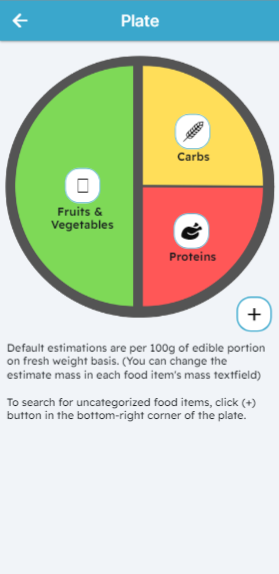 Plate
Carbs
Fruits &
Vegetables
Proteins
+
Default estimations are per 100g of edible portion
on fresh weight basis. (You can change the
estimate mass in each food item's mass textfield)
To search for uncategorized food items, click (+)
button in the bottom-right corner of the plate.